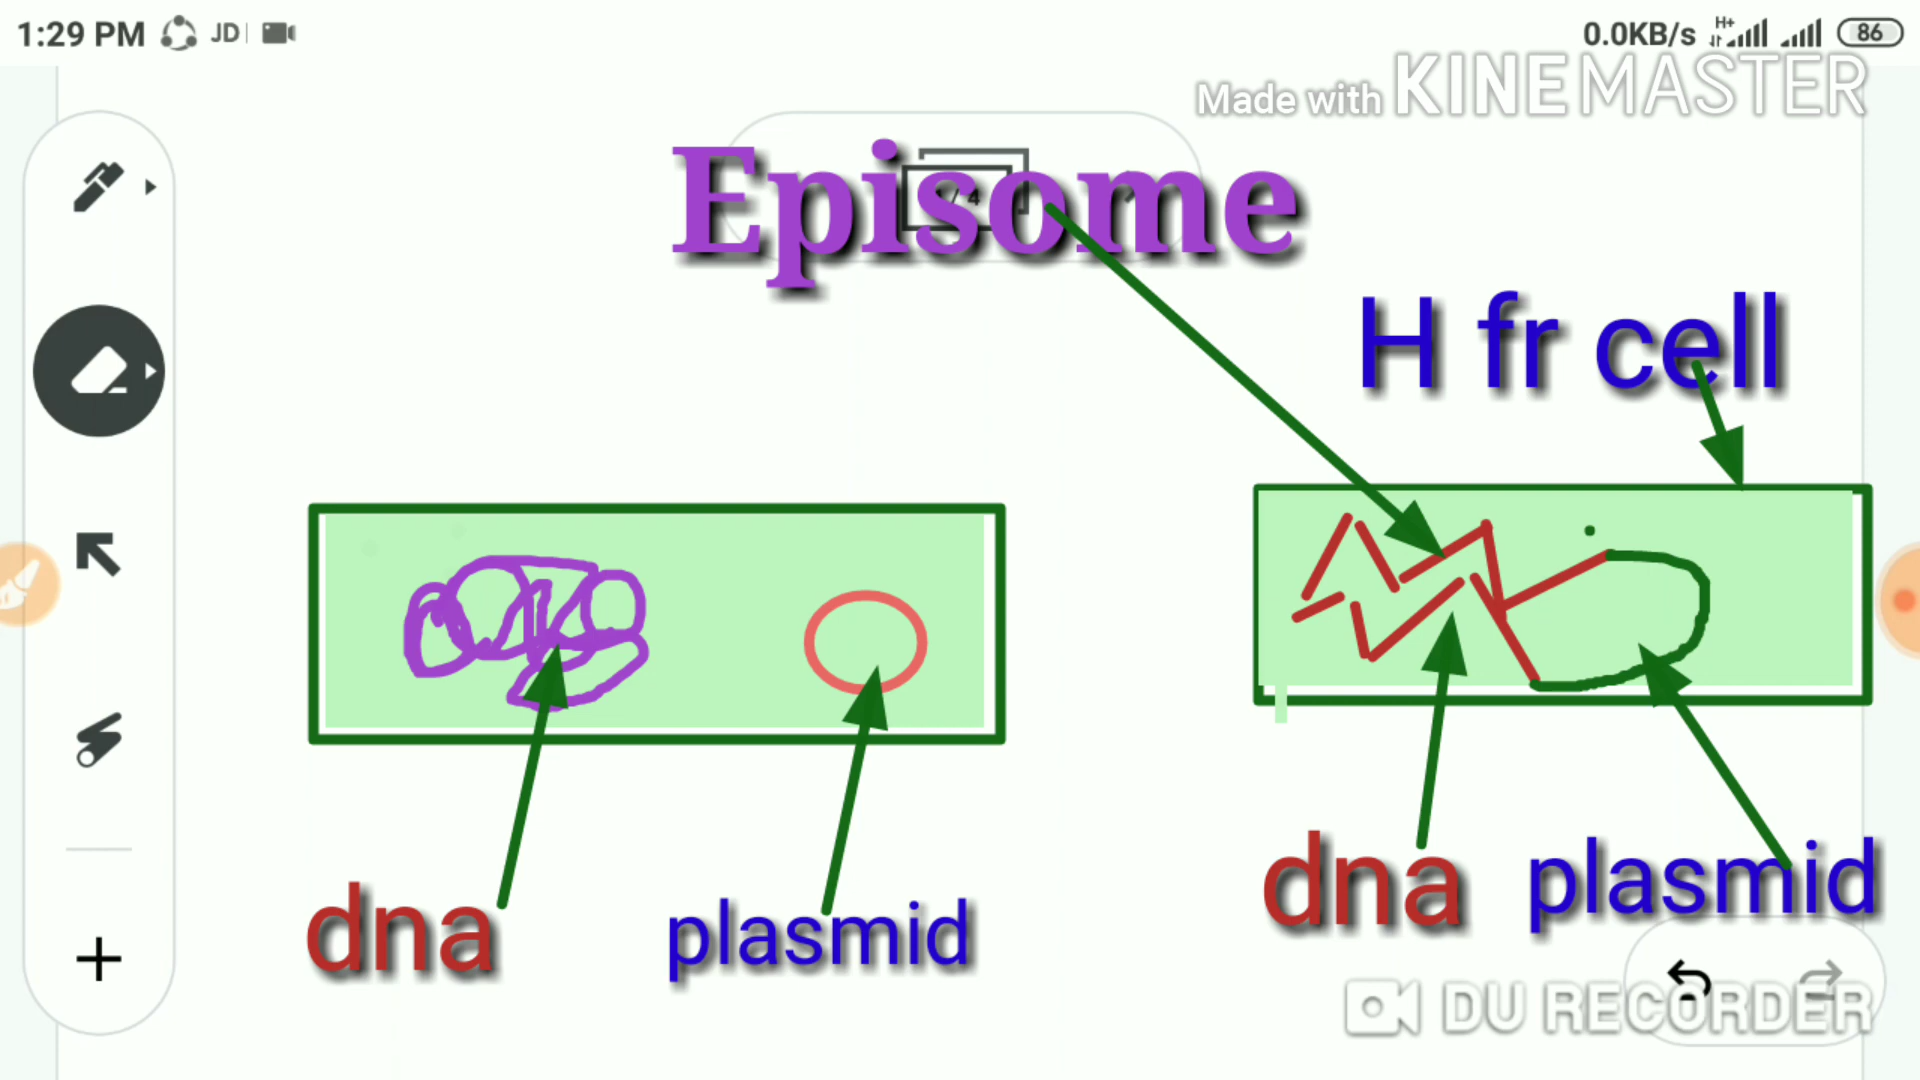 1:29 PM JD
0.0KB/s H+ 86
Made with KINEMASTER
Episome
/ 4
H fr cell
dna
plasmid
dna
plasmid
DU RECORDER